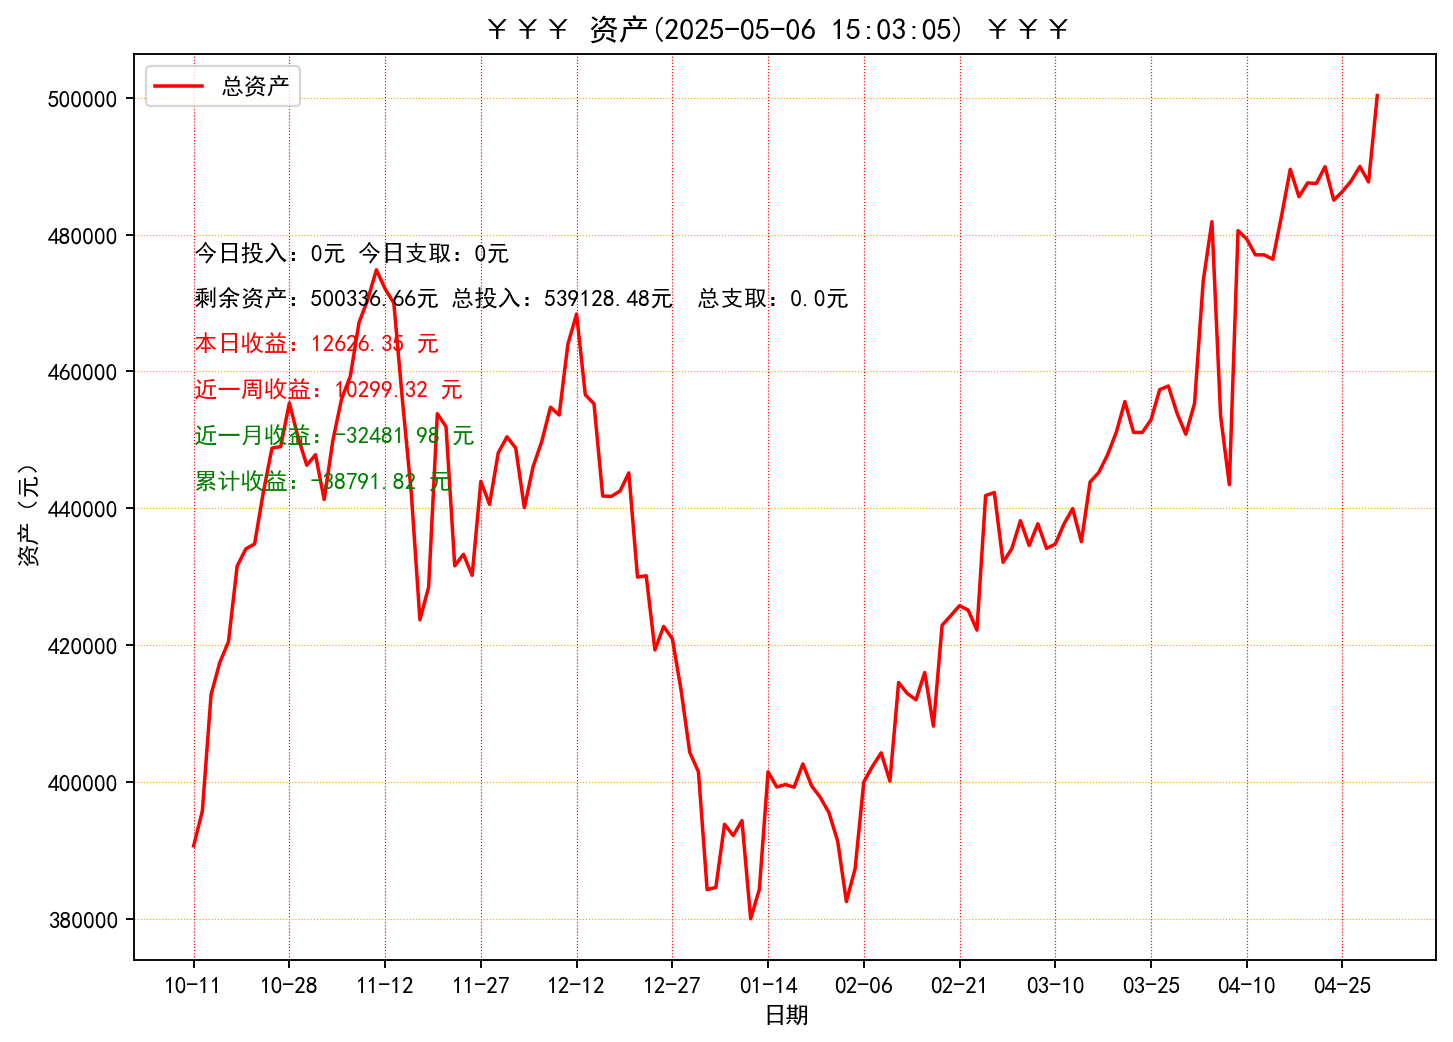 ￥￥￥ 资产(2025-05-06 15:03:05) ￥￥￥
总资产
500000
480000
460000
440000
420000
400000
380000
资产（元）
今日投入：0元 今日支取：0元
剩余资产：500336.66元 总投入：539128.48元  总支取：0.0元
本日收益：12626.35 元
近一周收益：10299.32 元
近一月收益：-32481.98 元
累计收益：-38791.82 元
10-11 10-28 11-12 11-27 12-12 12-27 01-14 02-06 02-21 03-10 03-25 04-10 04-25
日期